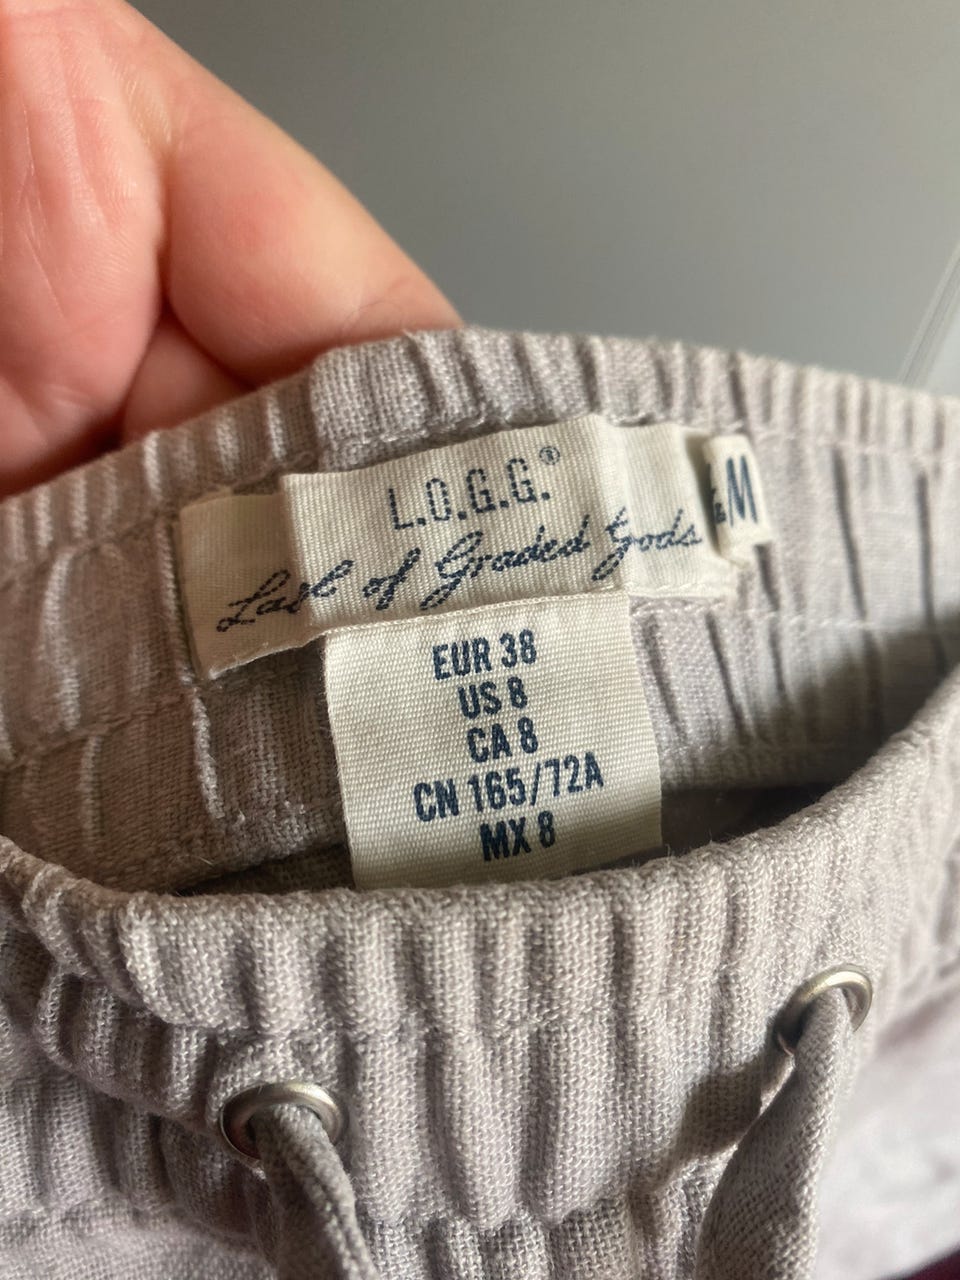 L.O.G.G.®
Label of Graded Goods
/M
EUR 38
US 8
CA 8
CN 165/72A
MX 8